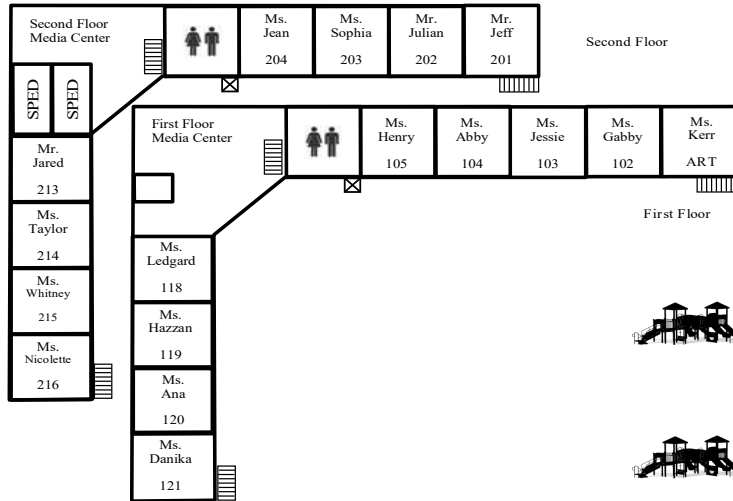 Second Floor
Media Center
Ms.
Jean
204
Ms.
Sophia
203
Mr.
Julian
202
Mr.
Jeff
201
Second Floor
SPED
SPED
Mr.
Jared
213
Ms.
Taylor
214
Ms.
Whitney
215
Ms.
Nicolette
216
First Floor
Media Center
Ms.
Henry
105
Ms.
Abby
104
Ms.
Jessie
103
Ms.
Gabby
102
Ms.
Kerr
ART
First Floor
Ms.
Ledgard
118
Ms.
Hazzan
119
Ms.
Ana
120
Ms.
Danika
121